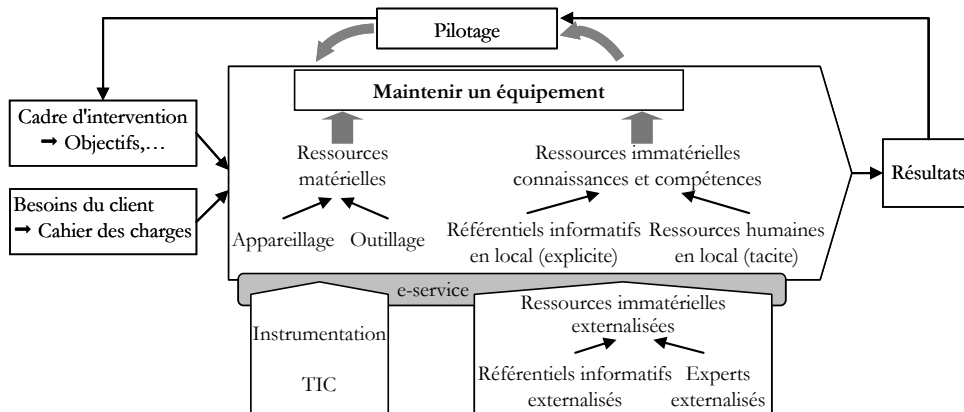 Pilotage
Maintenir un équipement
Cadre d'intervention
➞ Objectifs,…
Besoins du client
➞ Cahier des charges
Ressources
matérielles
Appareillage
Outillage
Ressources immatérielles
connaissances et compétences
Référentiels informatifs
en local (explicite)
Ressources humaines
en local (tacite)
Résultats
e-service
Instrumentation
TIC
Ressources immatérielles
externalisées
Référentiels informatifs
externalisés
Experts
externalisés